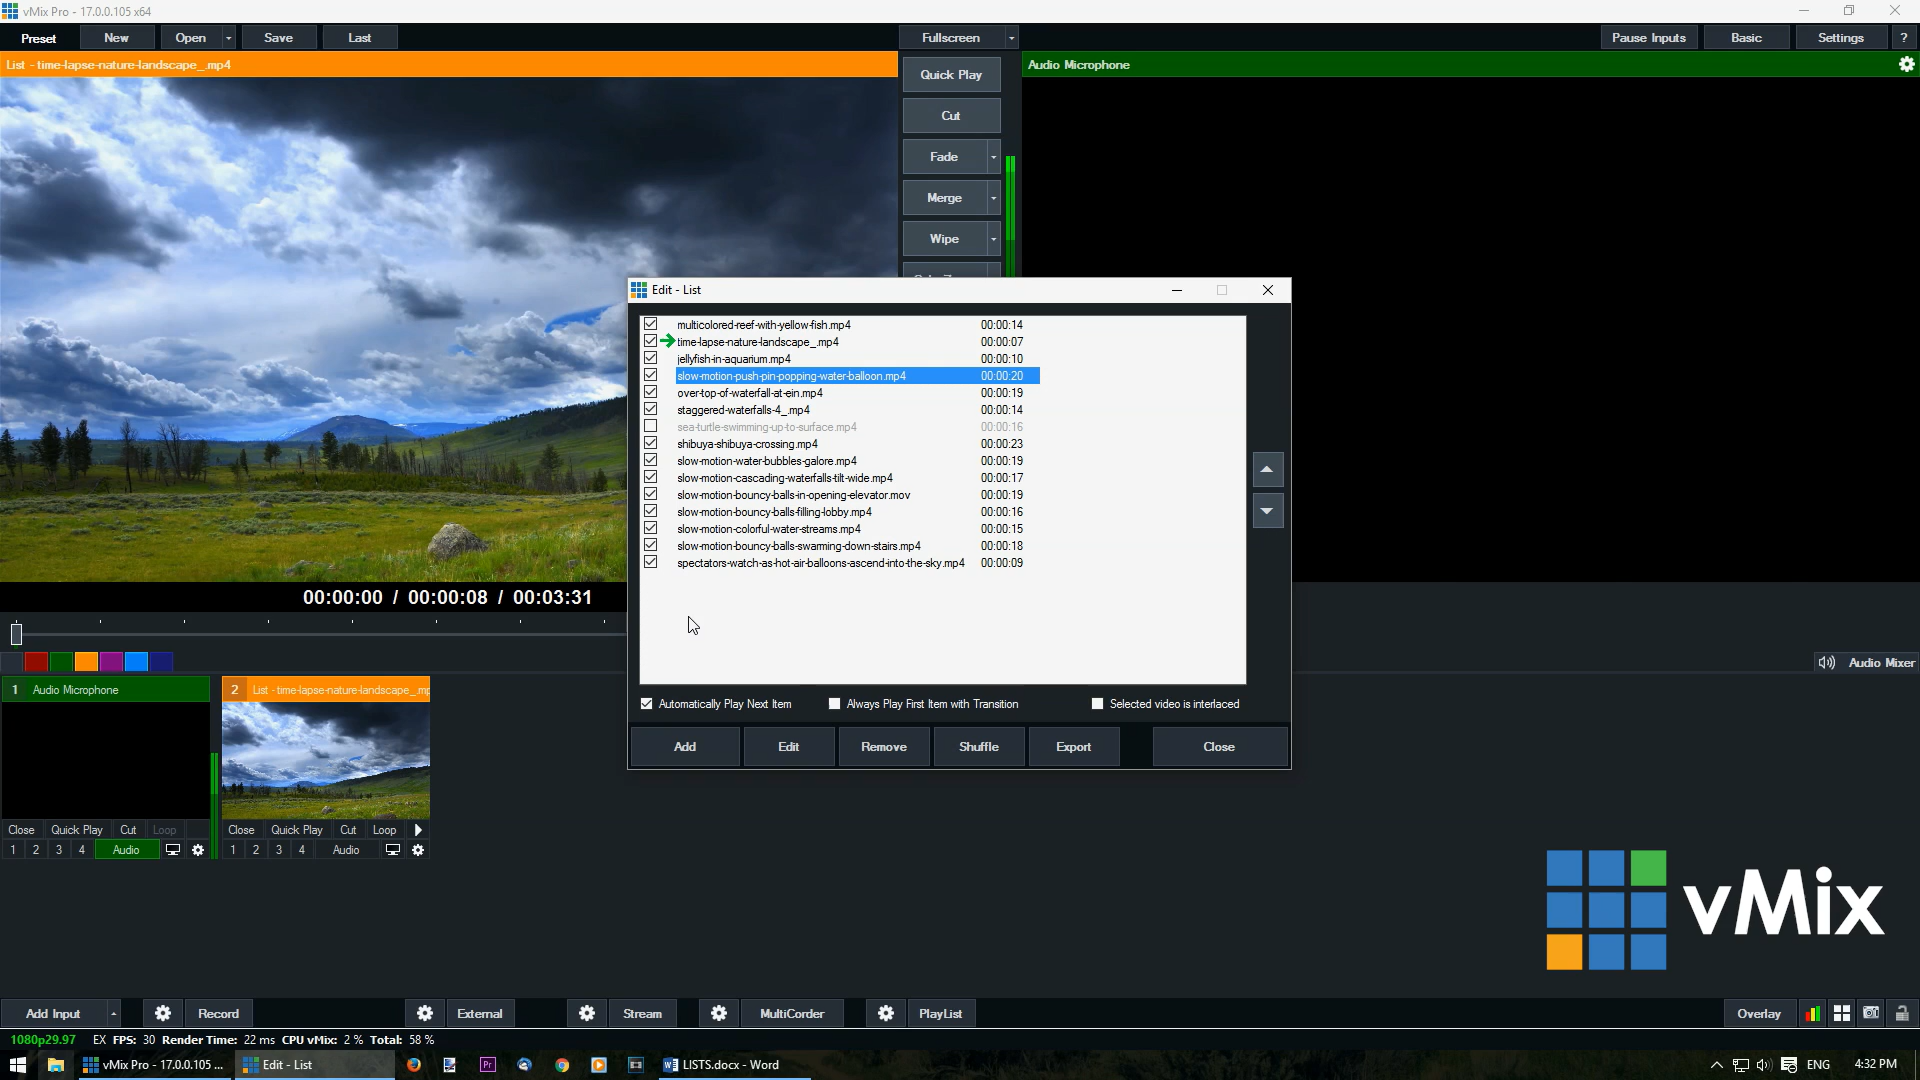 vMix Pro - 17.0.0.105 x64
Preset New Open Save Last Fullscreen Pause Inputs Basic Settings ?
List - time-lapse-nature-landscape_.mp4
Audio Microphone
Quick Play
Cut
Fade
Merge
Wipe
Edit - List
multicolored-reef-with-yellow-fish.mp4 00:00:14
time-lapse-nature-landscape_.mp4 00:00:07
jellyfish-in-aquarium.mp4 00:00:10
slow-motion-push-pin-popping-water-balloon.mp4 00:00:20
over-top-of-waterfall-at-ein.mp4 00:00:19
staggered-waterfalls-4_.mp4 00:00:14
sea-turtle-swimming-up-to-surface.mp4 00:00:16
shibuya-shibuya-crossing.mp4 00:00:23
slow-motion-water-bubbles-galore.mp4 00:00:19
slow-motion-cascading-waterfalls-tilt-wide.mp4 00:00:17
slow-motion-bouncy-balls-in-opening-elevator.mov 00:00:19
slow-motion-bouncy-balls-filling-lobby.mp4 00:00:16
slow-motion-colorful-water-streams.mp4 00:00:15
slow-motion-bouncy-balls-swarming-down-stairs.mp4 00:00:18
spectators-watch-as-hot-air-balloons-ascend-into-the-sky.mp4 00:00:09
Automatically Play Next Item Always Play First Item with Transition Selected video is interlaced
Add Edit Remove Shuffle Export Close
00:00:00 / 00:00:08 / 00:03:31
Audio Mixer
1 Audio Microphone
2 List - time-lapse-nature-landscape_.mp
Close Quick Play Cut Loop
1 2 3 4 Audio
Close Quick Play Cut Loop
1 2 3 4 Audio
vMix
Add Input Record External Stream MultiCorder PlayList Overlay
1080p29.97 EX FPS: 30 Render Time: 22 ms CPU vMix: 2 % Total: 58 %
vMix Pro - 17.0.0.105 ... Edit - List Pr LISTS.docx - Word ENG 4:32 PM